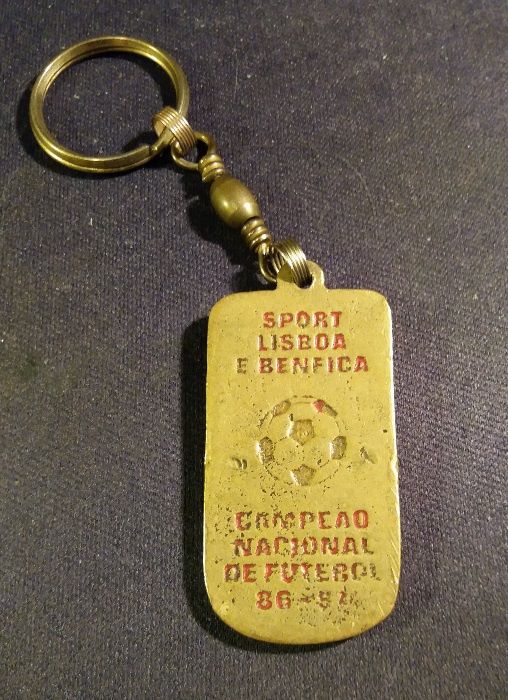 SPORT
LISBOA
E BENFICA
CAMPEAO
NACIONAL
DE FUTEBOL
86-87